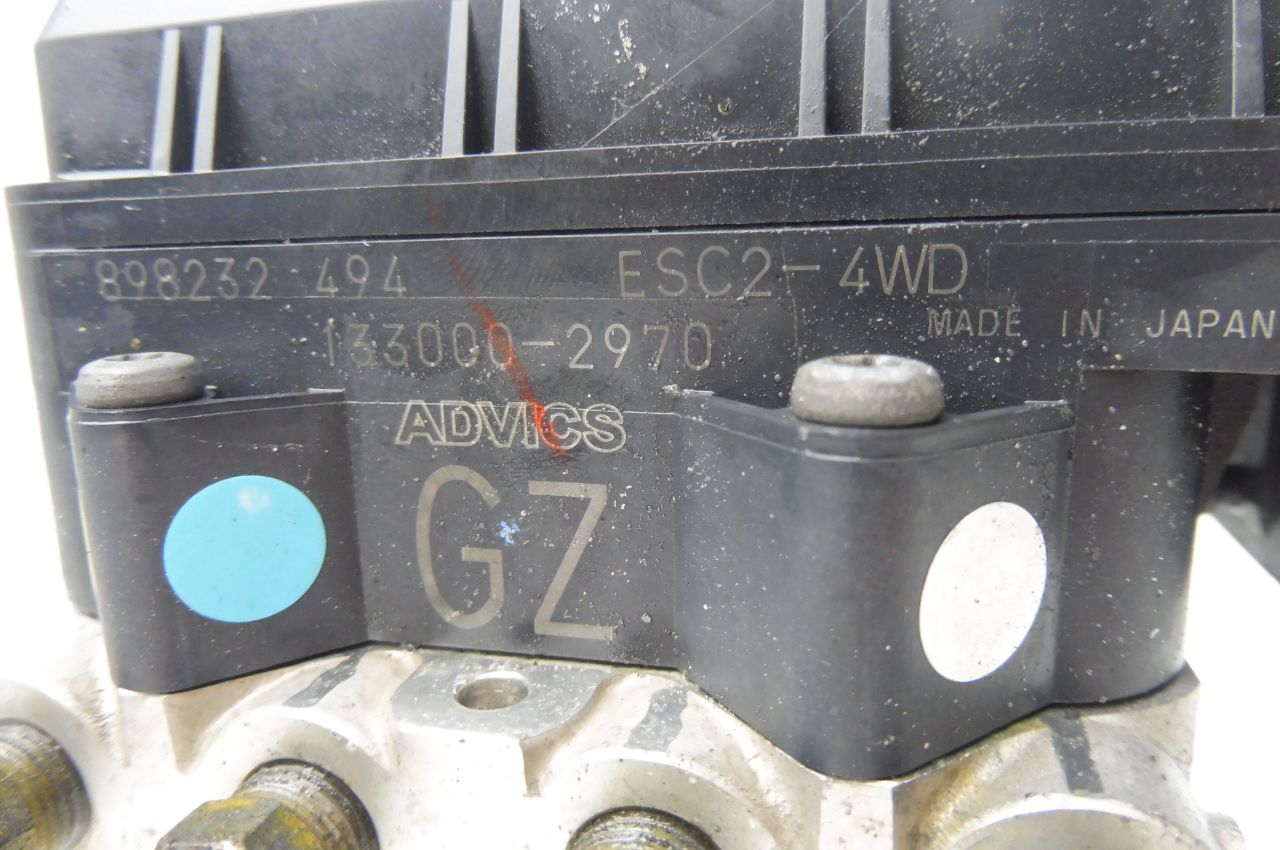 898232 494 ESC2-4WD
133000-2970 MADE IN JAPAN
ADVICS
GZ